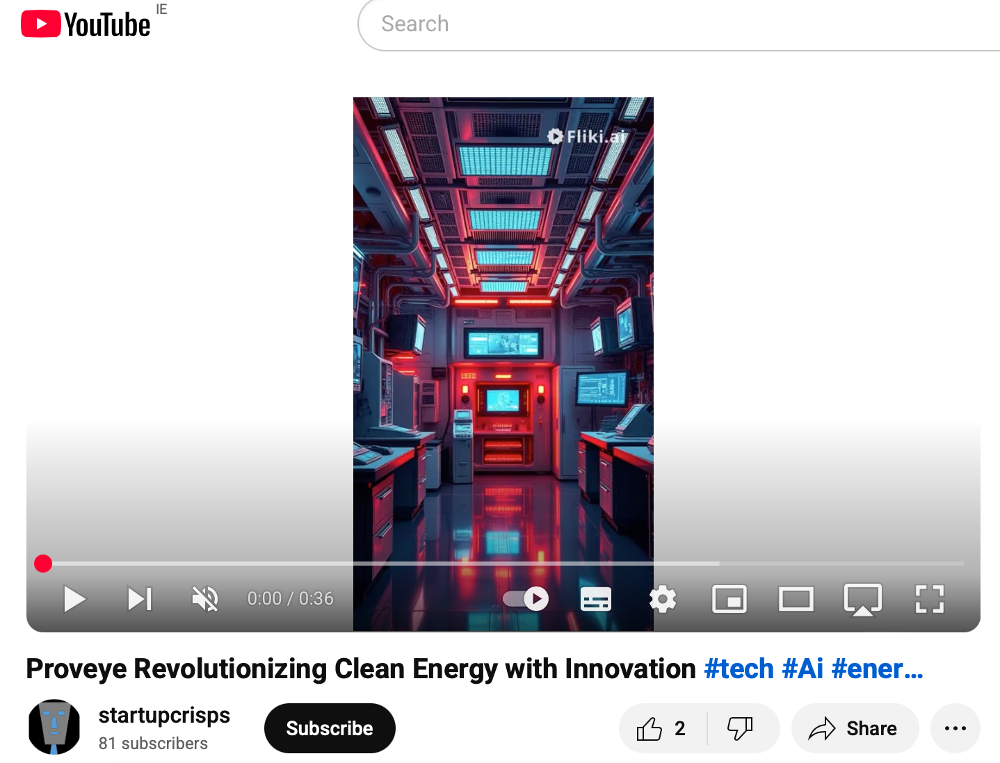 YouTube IE
Search
Fliki.ai
0:00 / 0:36
Proveye Revolutionizing Clean Energy with Innovation #tech #Ai #ener...
startupcrisps
81 subscribers
Subscribe
2
Share